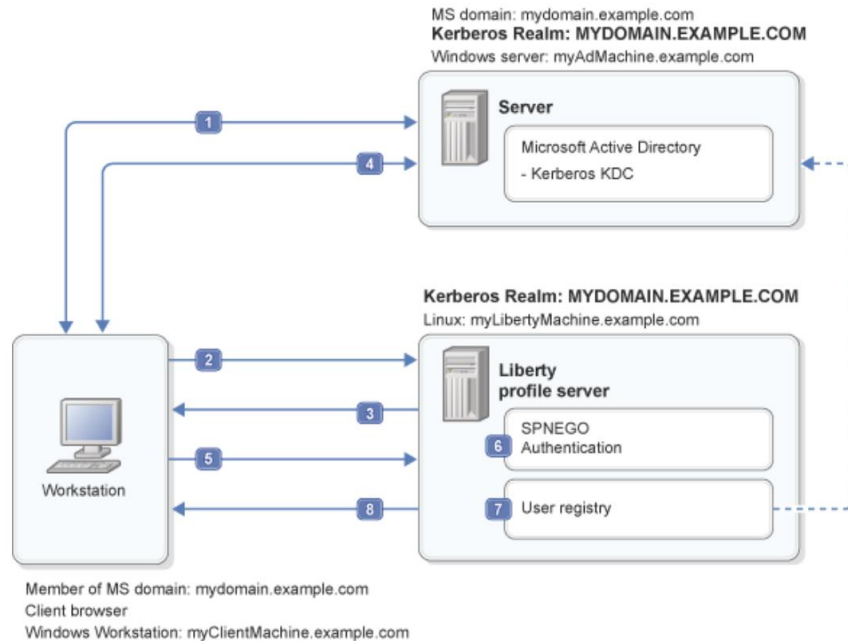 MS domain: mydomain.example.com
Kerberos Realm: MYDOMAIN.EXAMPLE.COM
Windows server: myAdMachine.example.com
Server
1
Microsoft Active Directory
- Kerberos KDC
4
Kerberos Realm: MYDOMAIN.EXAMPLE.COM
Linux: myLibertyMachine.example.com
2
Liberty
profile server
3
SPNEGO
Authentication
6
5
Workstation
User registry
7
8
Member of MS domain: mydomain.example.com
Client browser
Windows Workstation: myClientMachine.example.com